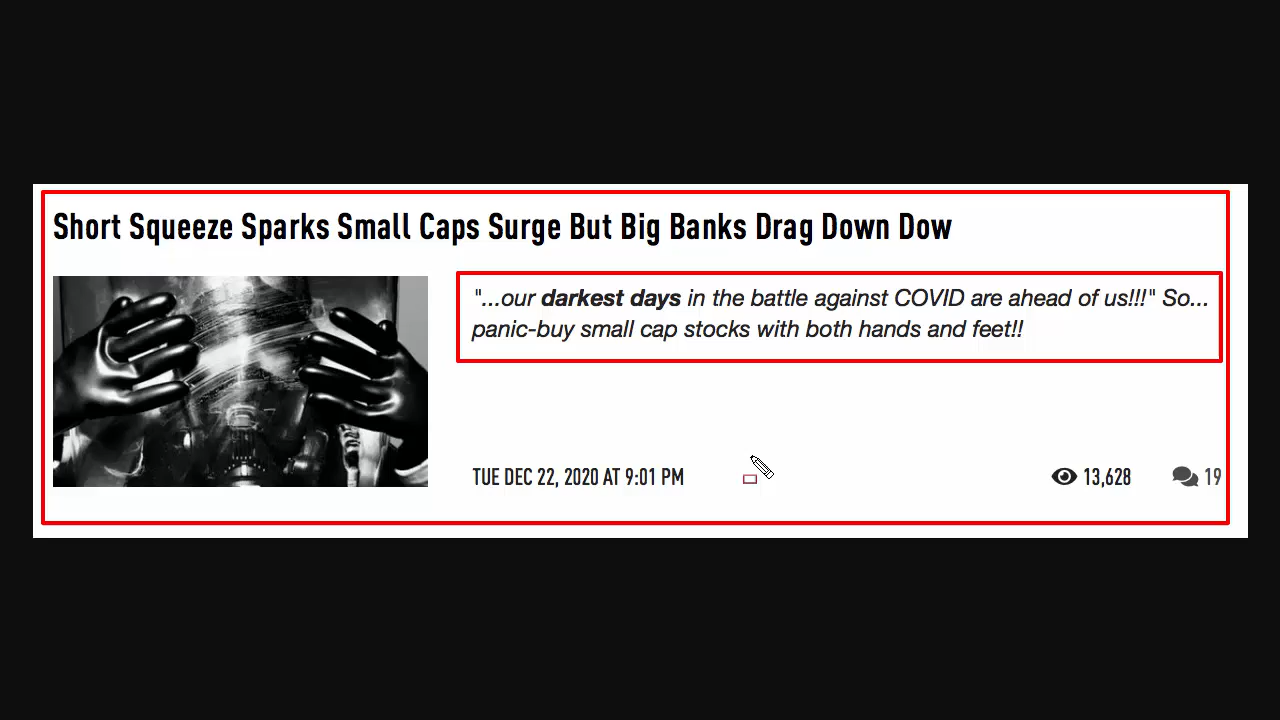 Short Squeeze Sparks Small Caps Surge But Big Banks Drag Down Dow
"...our darkest days in the battle against COVID are ahead of us!!!" So...
panic-buy small cap stocks with both hands and feet!!
TUE DEC 22, 2020 AT 9:01 PM
13,628
19